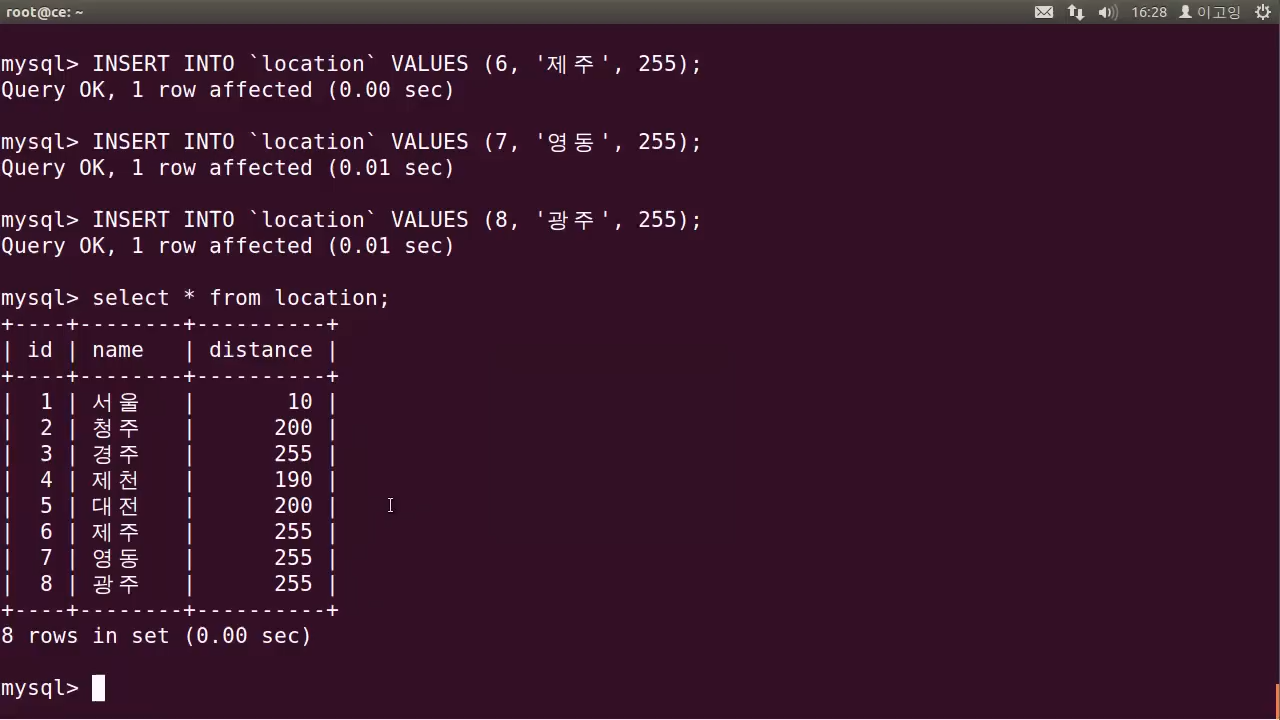 root@ce: ~
16:28 이고잉
mysql> INSERT INTO `location` VALUES (6, '제주', 255);
Query OK, 1 row affected (0.00 sec)
mysql> INSERT INTO `location` VALUES (7, '영동', 255);
Query OK, 1 row affected (0.01 sec)
mysql> INSERT INTO `location` VALUES (8, '광주', 255);
Query OK, 1 row affected (0.01 sec)
mysql> select * from location;
+----+--------+----------+
| id | name   | distance |
+----+--------+----------+
|  1 | 서울   |       10 |
|  2 | 청주   |      200 |
|  3 | 경주   |      255 |
|  4 | 제천   |      190 |
|  5 | 대전   |      200 |
|  6 | 제주   |      255 |
|  7 | 영동   |      255 |
|  8 | 광주   |      255 |
+----+--------+----------+
8 rows in set (0.00 sec)
mysql>